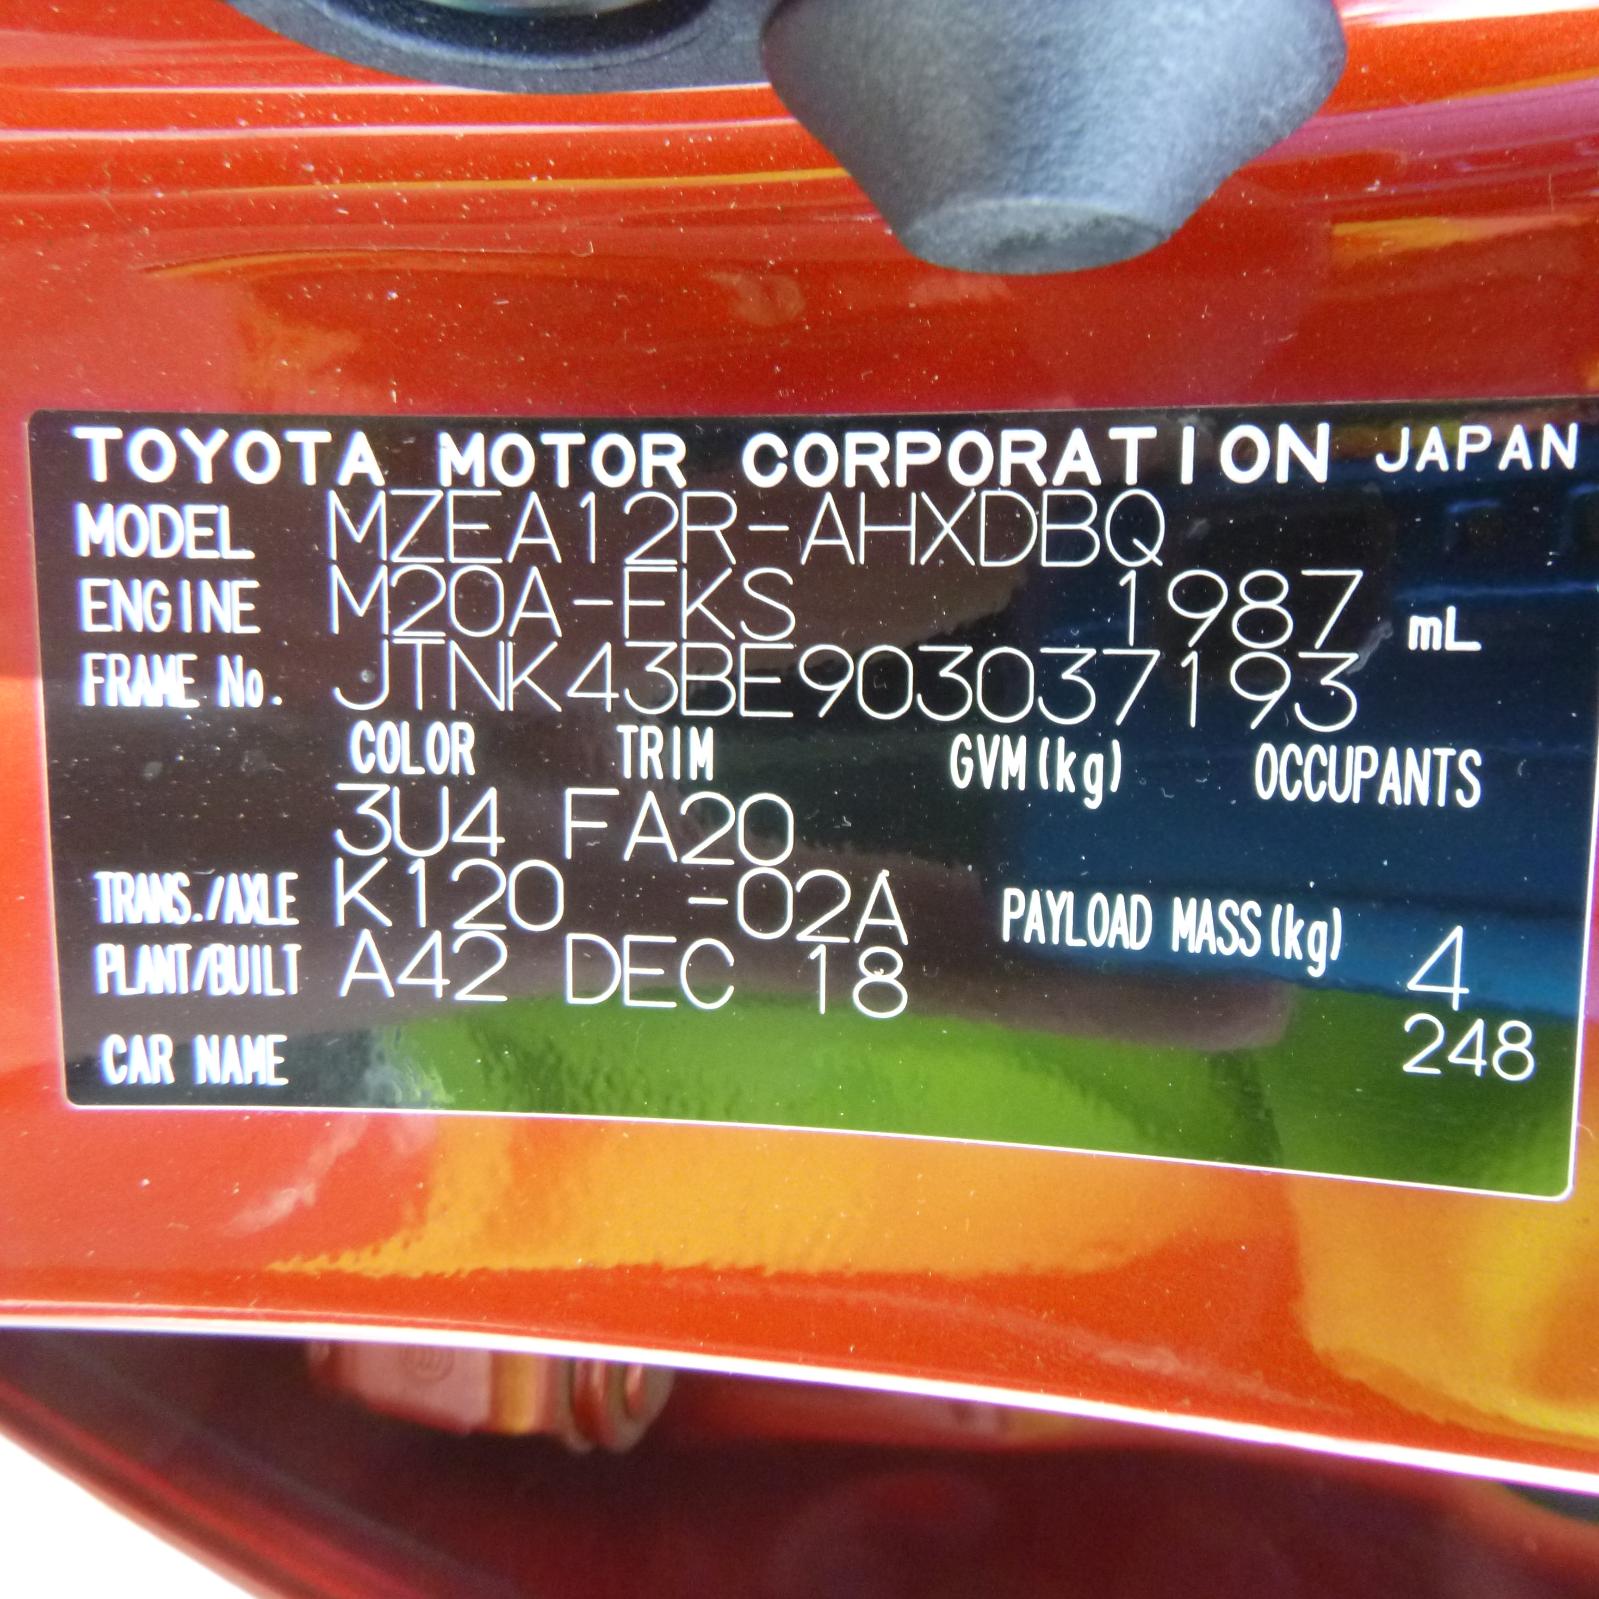 TOYOTA MOTOR CORPORATION JAPAN
MODEL MZEA12R-AHXDBQ
ENGINE M20A-FKS 1987 mL
FRAME No. JTNK43BE903037193
COLOR TRIM GVM(kg) OCCUPANTS
3U4 FA20
TRANS./AXLE K120 -02A PAYLOAD MASS(kg) 4
PLANT/BUILT A42 DEC 18 248
CAR NAME